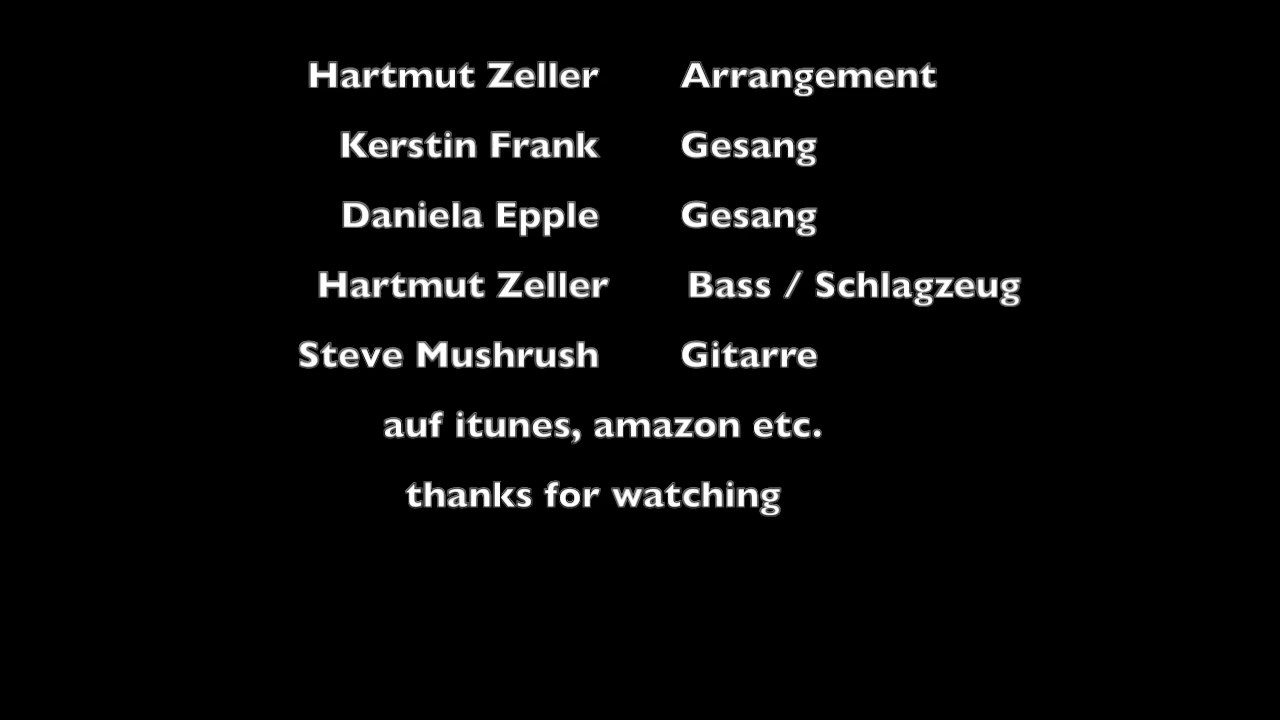 Hartmut Zeller Arrangement
Kerstin Frank Gesang
Daniela Epple Gesang
Hartmut Zeller Bass / Schlagzeug
Steve Mushrush Gitarre
auf itunes, amazon etc.
thanks for watching